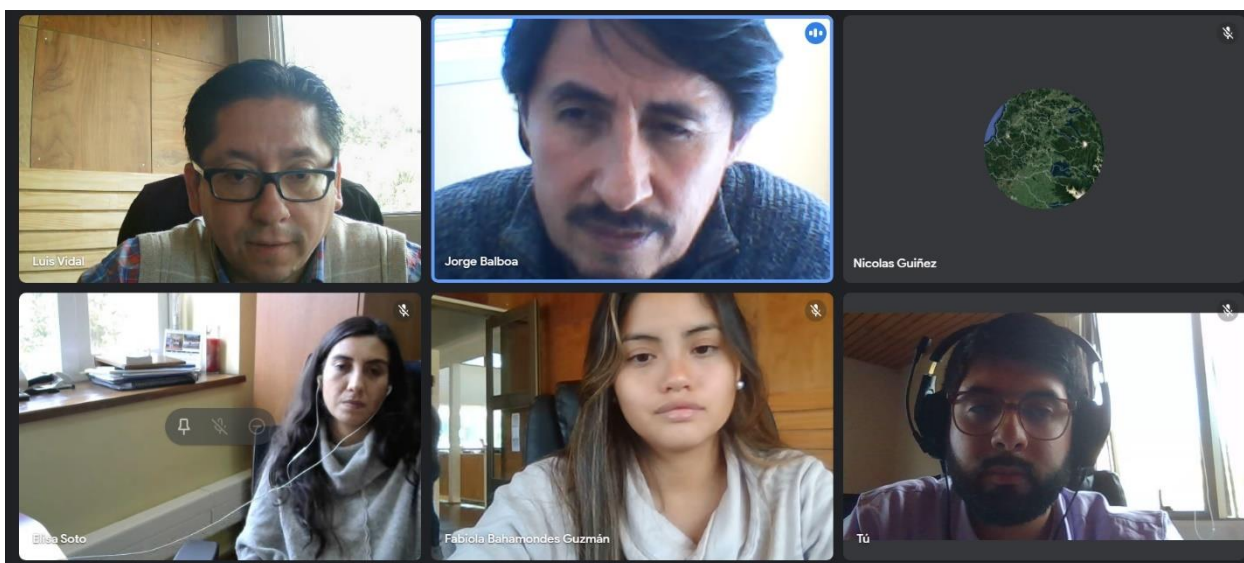 Luis Vidal
Jorge Balboa
Nicolas Guiñez
Elisa Soto
Fabiola Bahamondes Guzmán
Tú